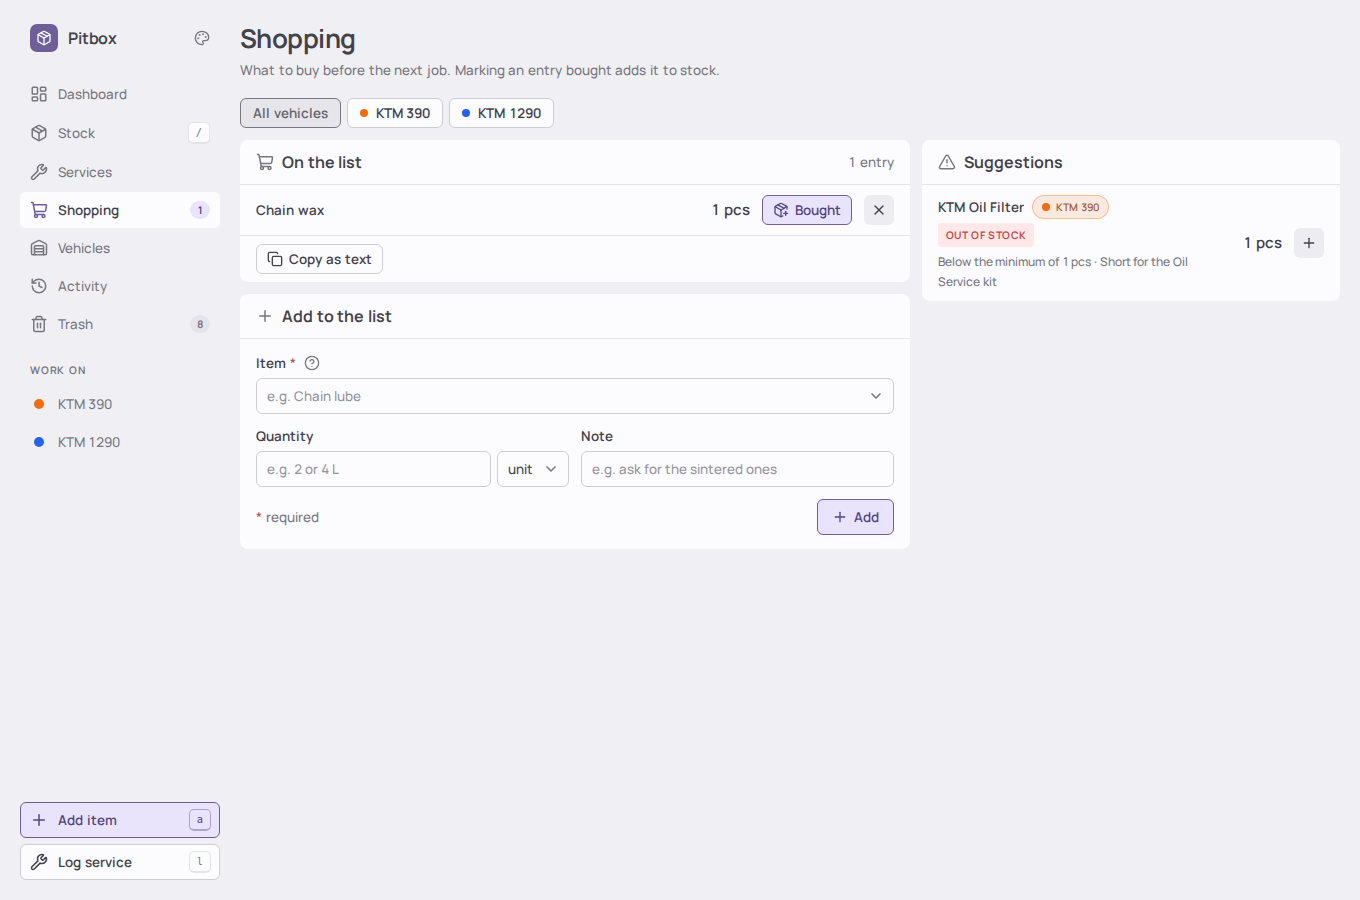 Pitbox
Dashboard
Stock /
Services
Shopping 1
Vehicles
Activity
Trash 8
WORK ON
KTM 390
KTM 1290
Add item a
Log service l
Shopping
What to buy before the next job. Marking an entry bought adds it to stock.
All vehicles KTM 390 KTM 1290
On the list 1 entry
Chain wax 1 pcs Bought
Copy as text
Add to the list
Item *
e.g. Chain lube
Quantity Note
e.g. 2 or 4 L unit e.g. ask for the sintered ones
* required Add
Suggestions
KTM Oil Filter KTM 390
OUT OF STOCK
1 pcs
Below the minimum of 1 pcs · Short for the Oil
Service kit